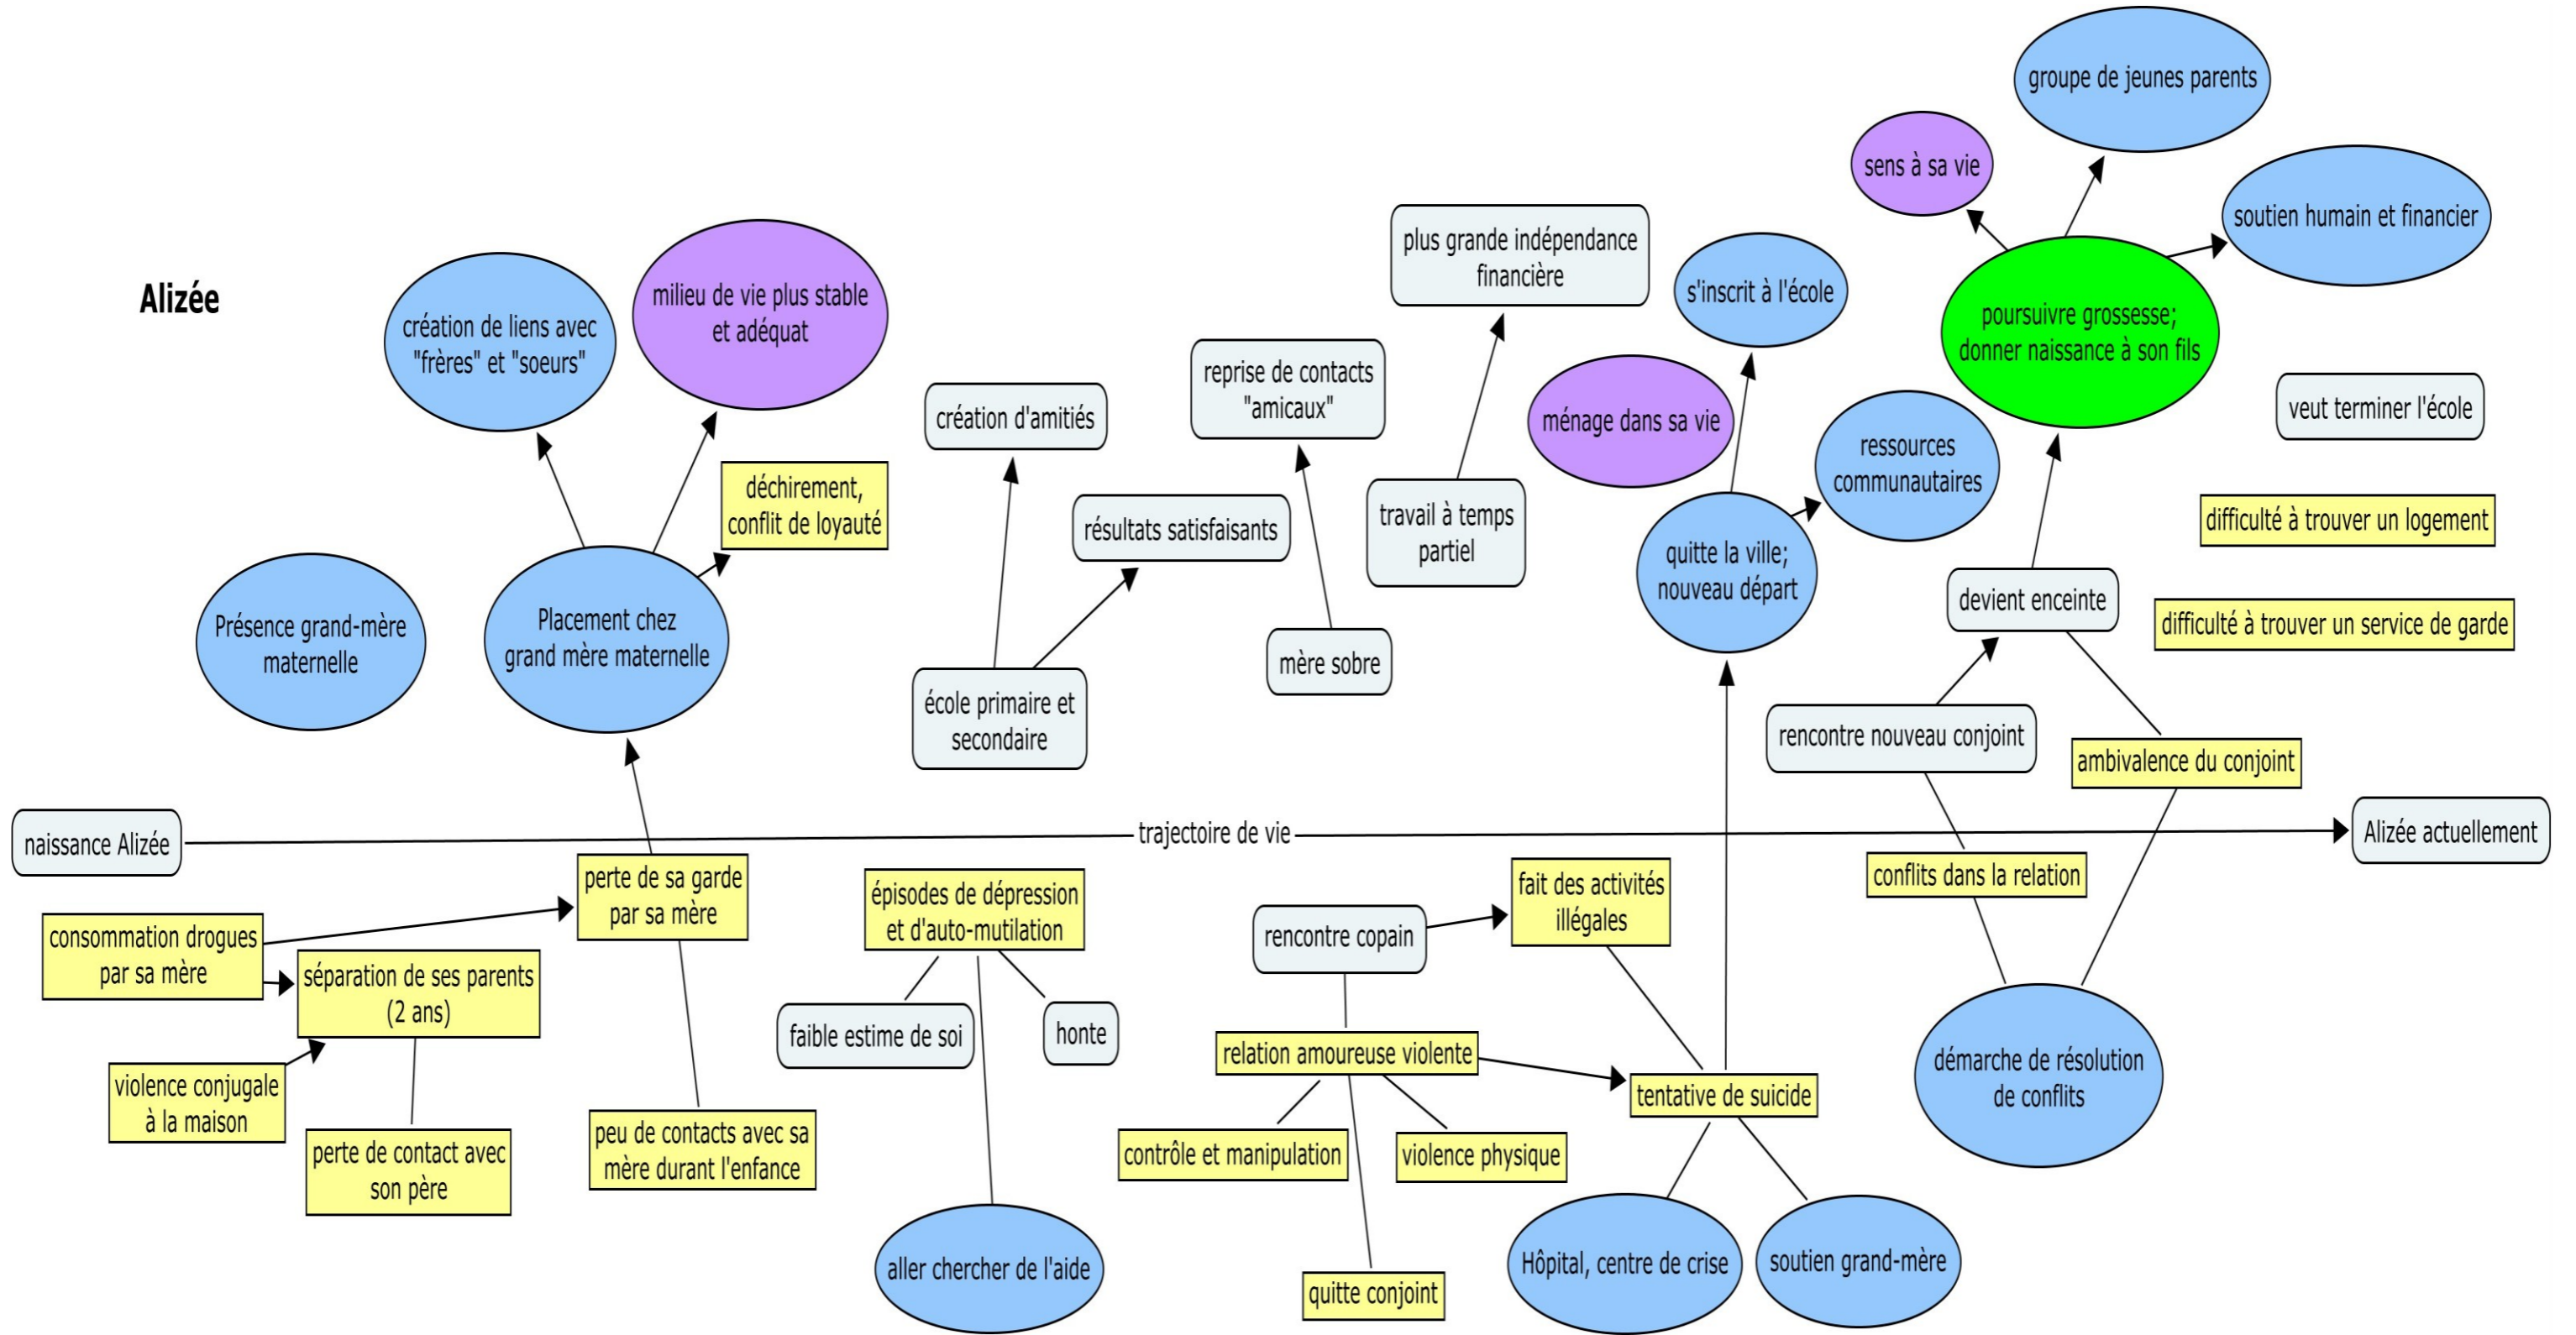 groupe de jeunes parents
sens à sa vie
soutien humain et financier
plus grande indépendance
financière
s'inscrit à l'école
Alizée
création de liens avec
"frères" et "soeurs"
milieu de vie plus stable
et adéquat
poursuivre grossesse;
donner naissance à son fils
reprise de contacts
"amicaux"
création d'amitiés
ménage dans sa vie
veut terminer l'école
ressources
communautaires
déchirement,
conflit de loyauté
résultats satisfaisants
travail à temps
partiel
difficulté à trouver un logement
quitte la ville;
nouveau départ
devient enceinte
difficulté à trouver un service de garde
Présence grand-mère
maternelle
Placement chez
grand mère maternelle
mère sobre
école primaire et
secondaire
rencontre nouveau conjoint
ambivalence du conjoint
naissance Alizée
trajectoire de vie
Alizée actuellement
perte de sa garde
par sa mère
épisodes de dépression
et d'auto-mutilation
fait des activités
illégales
conflits dans la relation
consommation drogues
par sa mère
rencontre copain
séparation de ses parents
(2 ans)
faible estime de soi
honte
relation amoureuse violente
violence conjugale
à la maison
tentative de suicide
démarche de résolution
de conflits
perte de contact avec
son père
peu de contacts avec sa
mère durant l'enfance
contrôle et manipulation
violence physique
aller chercher de l'aide
quitte conjoint
Hôpital, centre de crise
soutien grand-mère